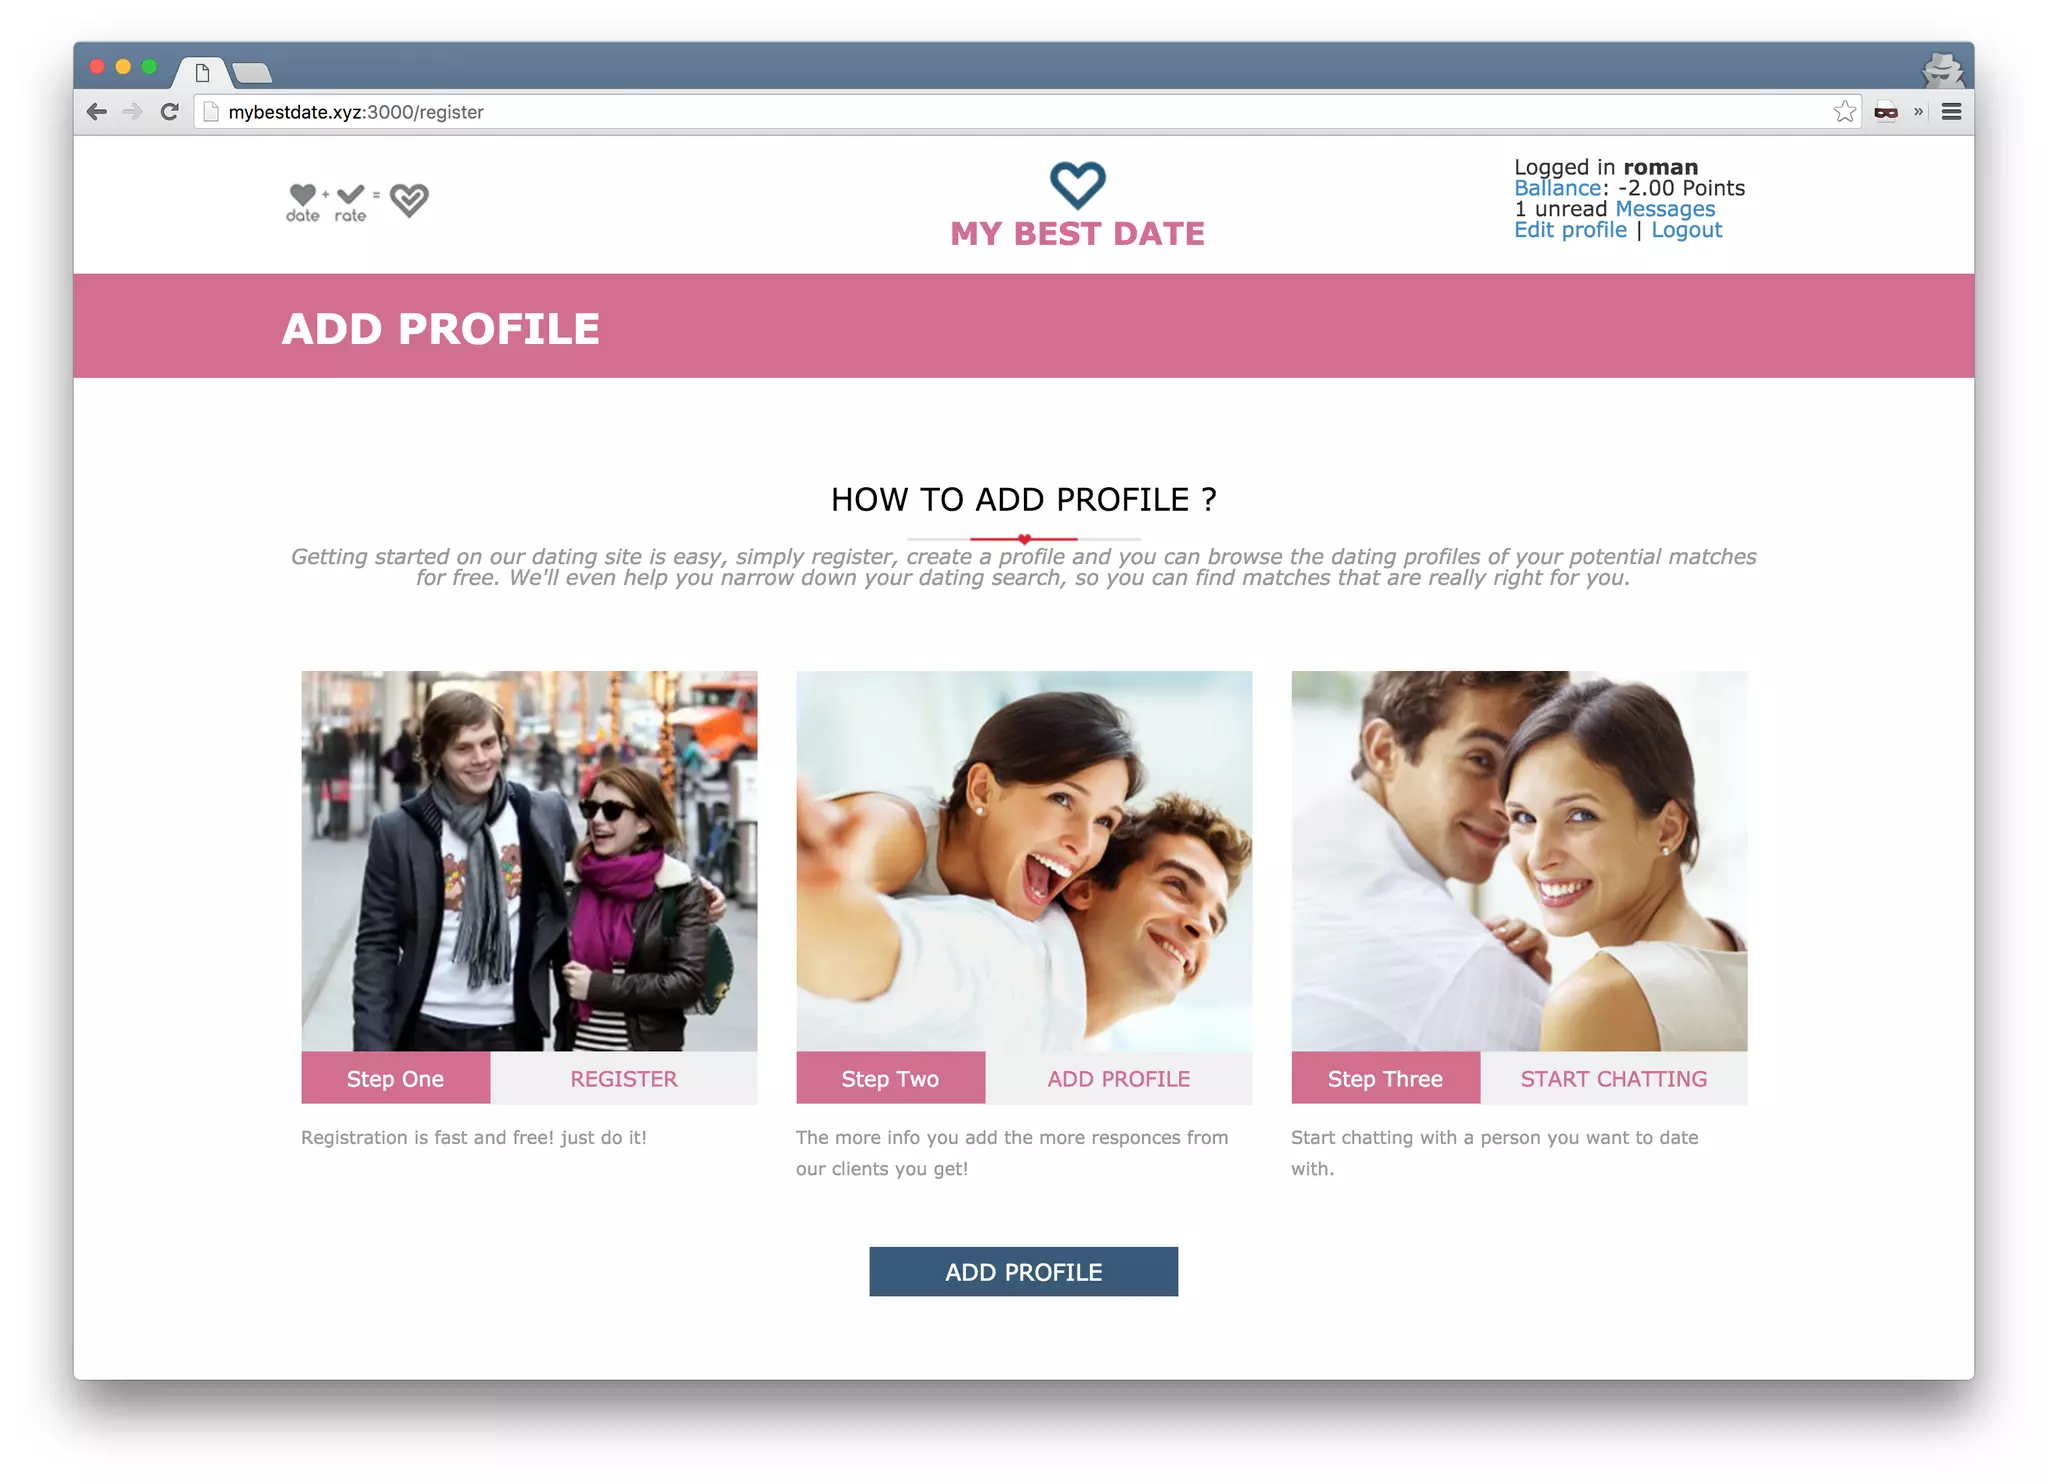 mybestdate.xyz:3000/register
»
date + rate =
MY BEST DATE
Logged in roman
Ballance: -2.00 Points
1 unread Messages
Edit profile | Logout
ADD PROFILE
HOW TO ADD PROFILE ?
Getting started on our dating site is easy, simply register, create a profile and you can browse the dating profiles of your potential matches
for free. We'll even help you narrow down your dating search, so you can find matches that are really right for you.
Step One REGISTER
Registration is fast and free! just do it!
Step Two ADD PROFILE
The more info you add the more responces from
our clients you get!
Step Three START CHATTING
Start chatting with a person you want to date
with.
ADD PROFILE